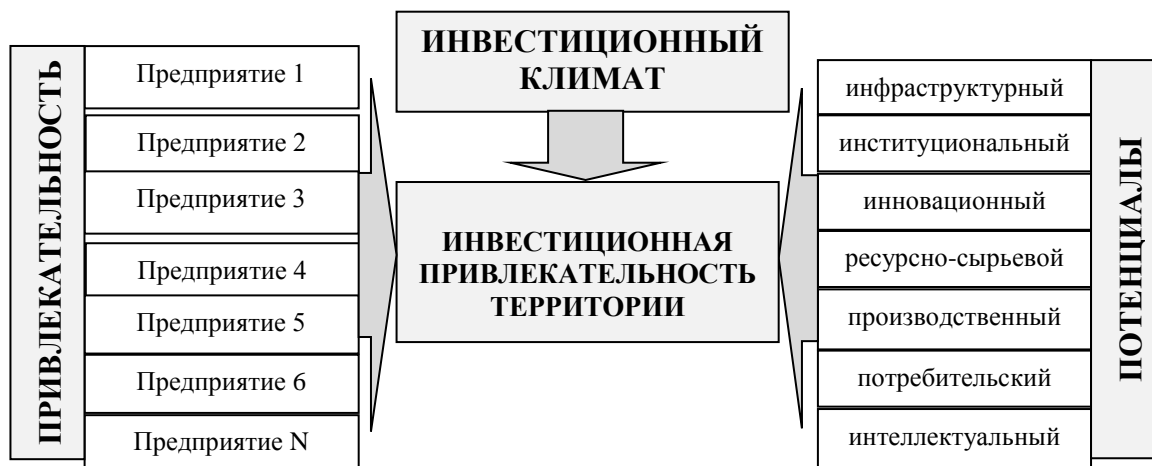 ПРИВЛЕКАТЕЛЬНОСТЬ
Предприятие 1
Предприятие 2
Предприятие 3
Предприятие 4
Предприятие 5
Предприятие 6
Предприятие N
ИНВЕСТИЦИОННЫЙ
КЛИМАТ
ИНВЕСТИЦИОННАЯ
ПРИВЛЕКАТЕЛЬНОСТЬ
ТЕРРИТОРИИ
инфраструктурный
институциональный
инновационный
ресурсно-сырьевой
производственный
потребительский
интеллектуальный
ПОТЕНЦИАЛЫ